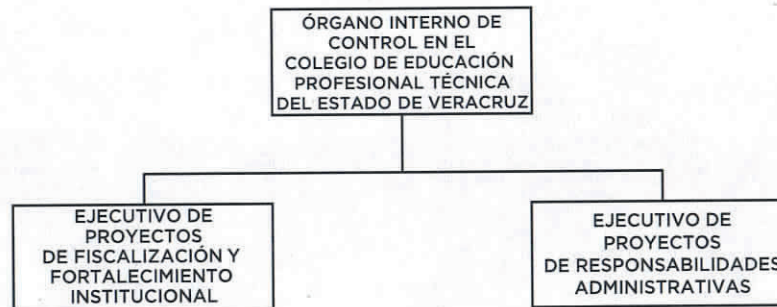 ÓRGANO INTERNO DE
CONTROL EN EL
COLEGIO DE EDUCACIÓN
PROFESIONAL TÉCNICA
DEL ESTADO DE VERACRUZ
EJECUTIVO DE
PROYECTOS
DE FISCALIZACIÓN Y
FORTALECIMIENTO
INSTITUCIONAL
EJECUTIVO DE
PROYECTOS
DE RESPONSABILIDADES
ADMINISTRATIVAS